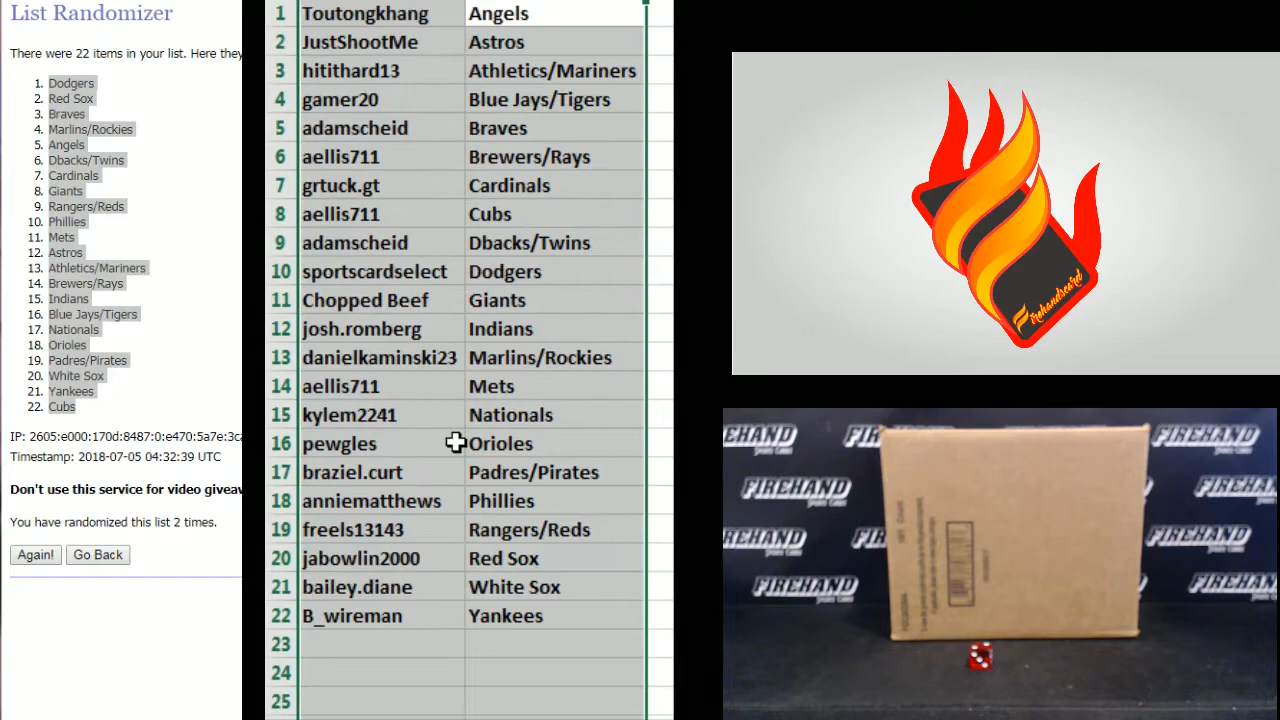 List Randomizer
There were 22 items in your list. Here they
1. Dodgers
2. Red Sox
3. Braves
4. Marlins/Rockies
5. Angels
6. Dbacks/Twins
7. Cardinals
8. Giants
9. Rangers/Reds
10. Phillies
11. Mets
12. Astros
13. Athletics/Mariners
14. Brewers/Rays
15. Indians
16. Blue Jays/Tigers
17. Nationals
18. Orioles
19. Padres/Pirates
20. White Sox
21. Yankees
22. Cubs
IP: 2605:e000:170d:8487:0:e470:5a7e:3c
Timestamp: 2018-07-05 04:32:39 UTC
Don't use this service for video giveav
You have randomized this list 2 times.
Again! Go Back
1 Toutongkhang Angels
2 JustShootMe Astros
3 hitithard13 Athletics/Mariners
4 gamer20 Blue Jays/Tigers
5 adamscheid Braves
6 aellis711 Brewers/Rays
7 grtuck.gt Cardinals
8 aellis711 Cubs
9 adamscheid Dbacks/Twins
10 sportscardselect Dodgers
11 Chopped Beef Giants
12 josh.romberg Indians
13 danielkaminski23 Marlins/Rockies
14 aellis711 Mets
15 kylem2241 Nationals
16 pewgles Orioles
17 braziel.curt Padres/Pirates
18 anniematthews Phillies
19 freels13143 Rangers/Reds
20 jabowlin2000 Red Sox
21 bailey.diane White Sox
22 B_wireman Yankees
23
24
25
Firehandscard
FIREHAND
FIREHAND
FIREHAND
FIREHAND
FIREHAND
FIREHAND
FIREHAND
FIREHAND